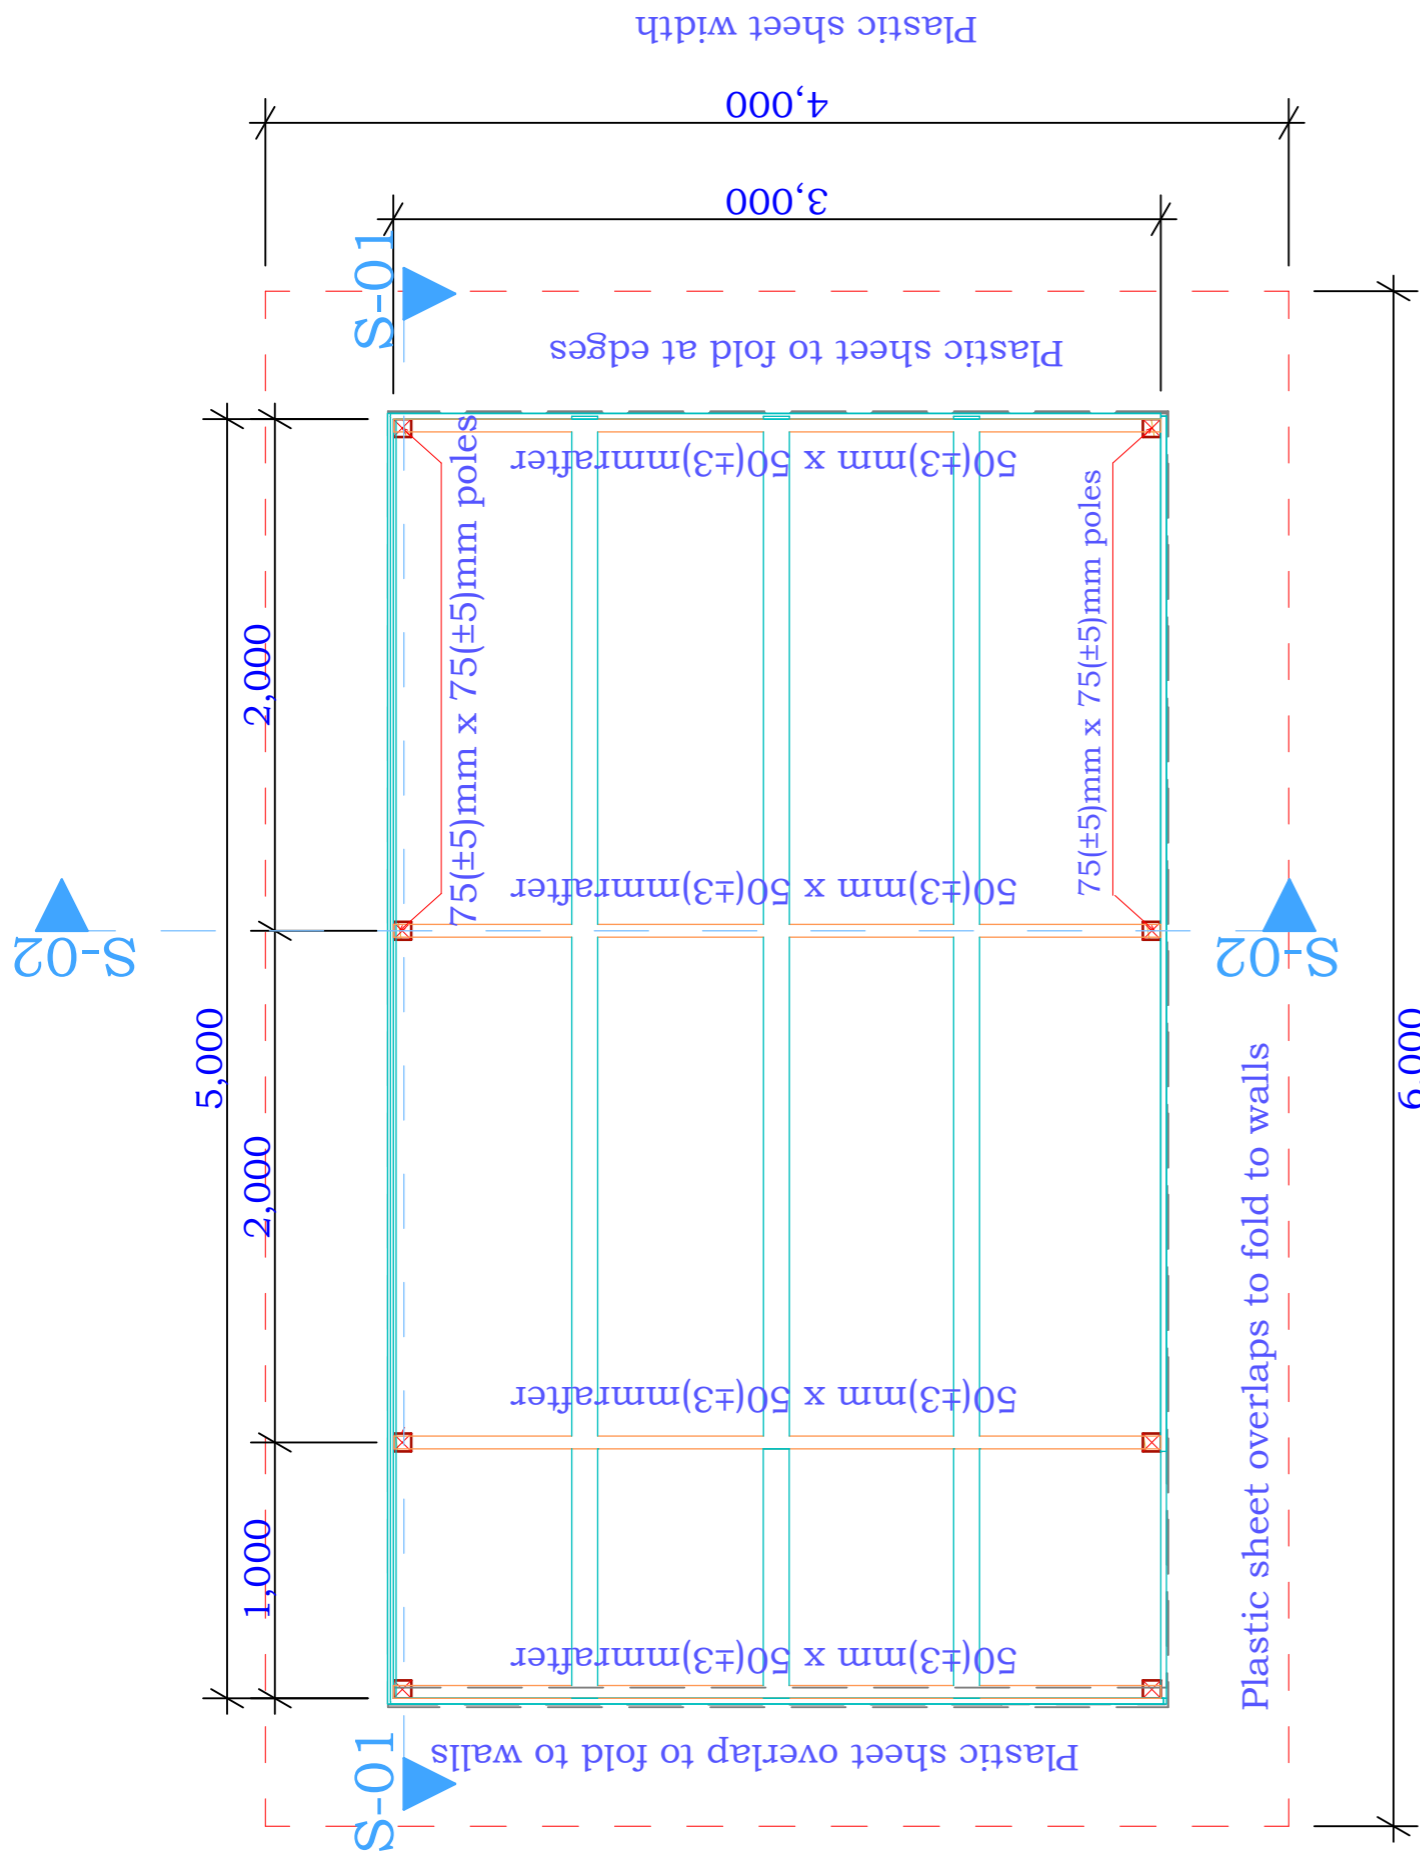 Plastic sheet width
4,000
3,000
S-01
Plastic sheet to fold at edges
50(±3)mm x 50(±3)mmrafter
75(±5)mm x 75(±5)mm poles
75(±5)mm x 75(±5)mm poles
2,000
50(±3)mm x 50(±3)mmrafter
S-02
S-02
5,000
6,000
2,000
Plastic sheet overlaps to fold to walls
50(±3)mm x 50(±3)mmrafter
1,000
50(±3)mm x 50(±3)mmrafter
Plastic sheet overlap to fold to walls
S-01